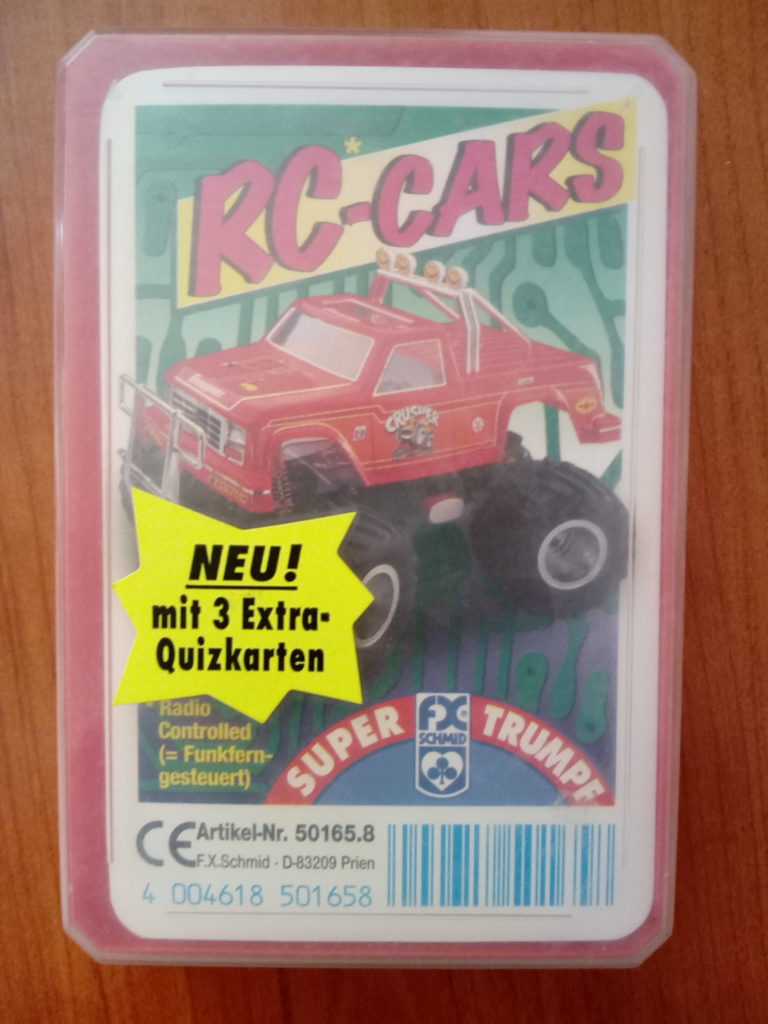 RC*-CARS
CRUSHER
NEU!
mit 3 Extra-
Quizkarten
* Radio
Controlled
(= Funkfern-
gesteuert)
SUPER TRUMPF
FX®
SCHMID
CE
Artikel-Nr. 50165.8
F.X.Schmid · D-83209 Prien
4 004618 501658